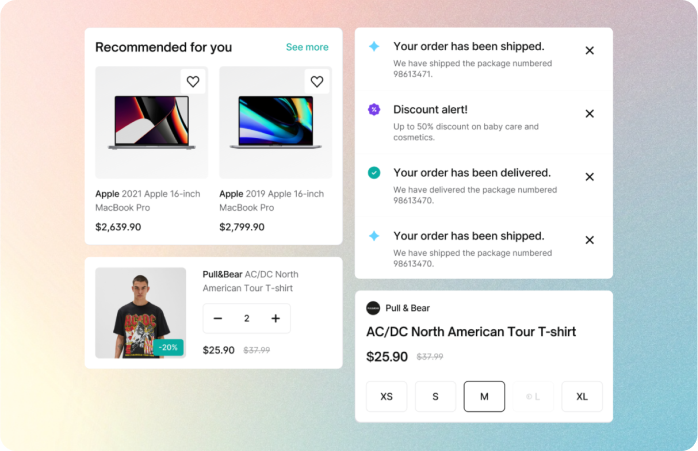 Recommended for you
See more
Apple 2021 Apple 16-inch
MacBook Pro
$2,639.90
Apple 2019 Apple 16-inch
MacBook Pro
$2,799.90
AC/DC
-20%
Pull&Bear AC/DC North
American Tour T-shirt
2
$25.90 $37.99
Your order has been shipped.
We have shipped the package numbered
98613471.
Discount alert!
Up to 50% discount on baby care and
cosmetics.
Your order has been delivered.
We have delivered the package numbered
98613470.
Your order has been shipped.
We have shipped the package numbered
98613470.
Pull & Bear
AC/DC North American Tour T-shirt
$25.90 $37.99
XS
S
M
L
XL